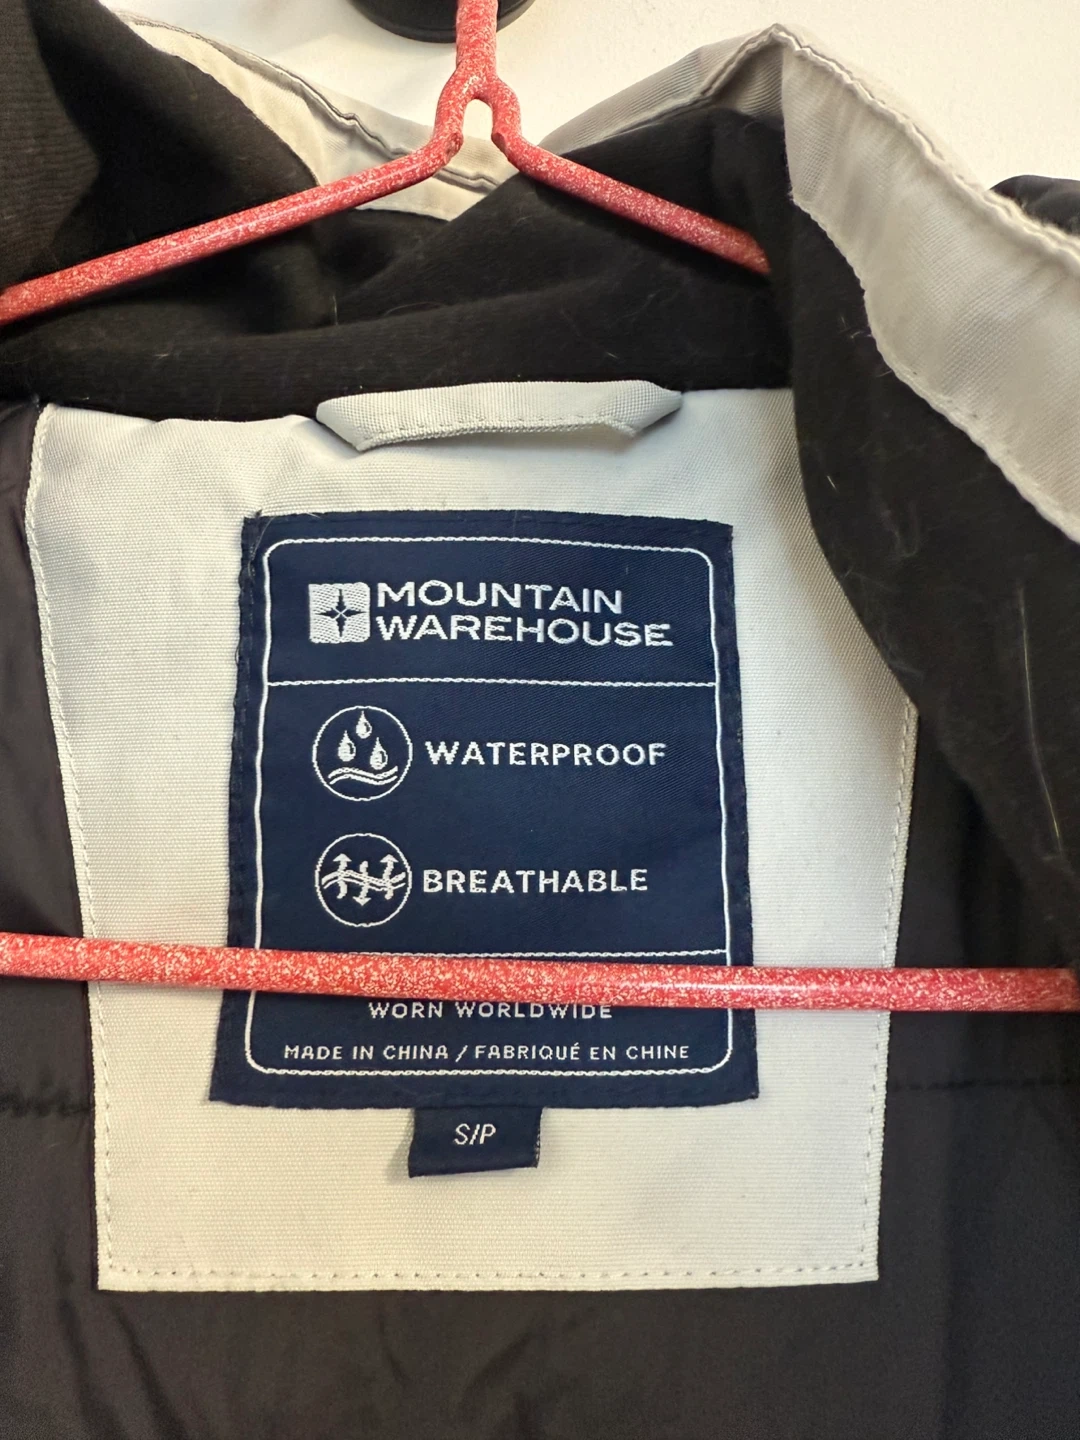 MOUNTAIN
WAREHOUSE
WATERPROOF
BREATHABLE
WORN WORLDWIDE
MADE IN CHINA / FABRIQUÉ EN CHINE
S/P